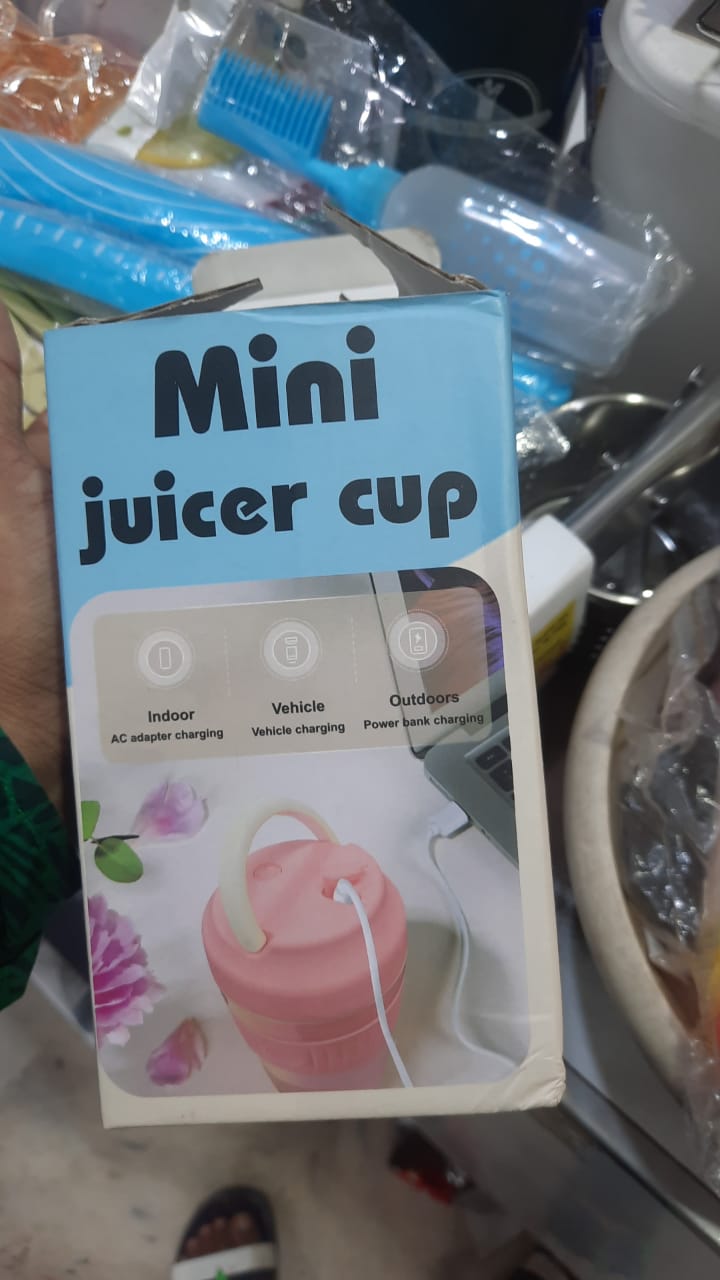 Mini
juicer cup
Indoor
AC adapter charging
Vehicle
Vehicle charging
Outdoors
Power bank charging